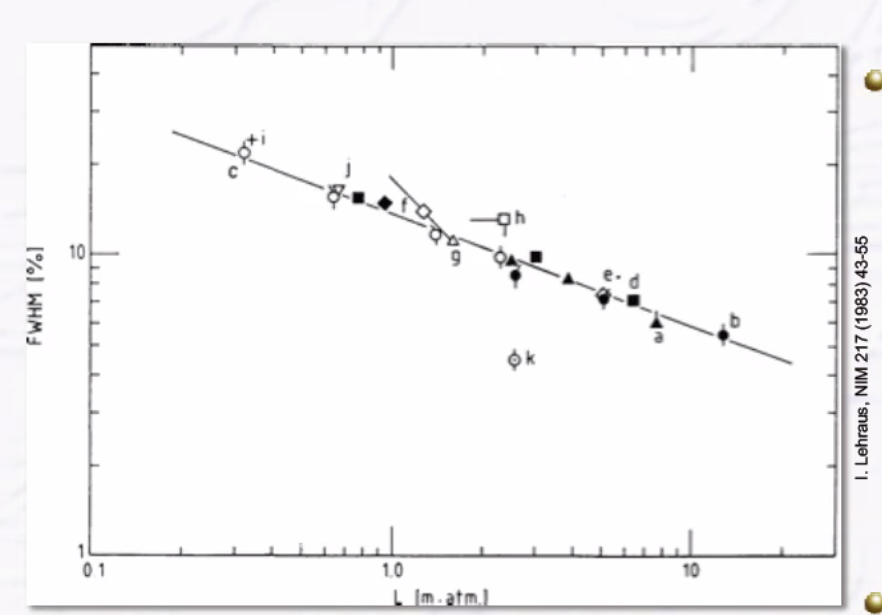 +i
c
j
f
h
g
e.
d
a
b
k
10
1
FWHM [%]
0.1
1.0
10
L [m.atm.]
I. Lehraus, NIM 217 (1983) 43-55